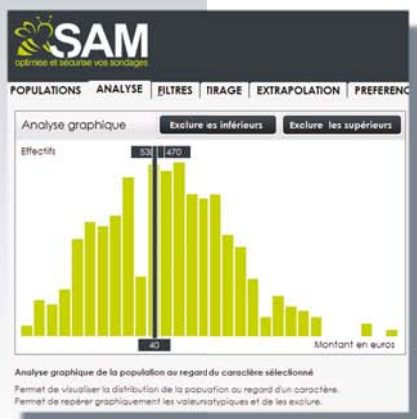 SAM
optimise et sécurise vos sondages
POPULATIONS ANALYSE FILTRES TIRAGE EXTRAPOLATION PREFERENC
Analyse graphique Exclure les inférieurs Exclure les supérieurs
Effectifs 530 470
40 Montant en euros
Analyse graphique de la population au regard du caractère sélectionné
Permet de visualiser la distribution de la population au regard d'un caractère.
Permet de repérer graphiquement les valeurs atypiques et de les exclure.